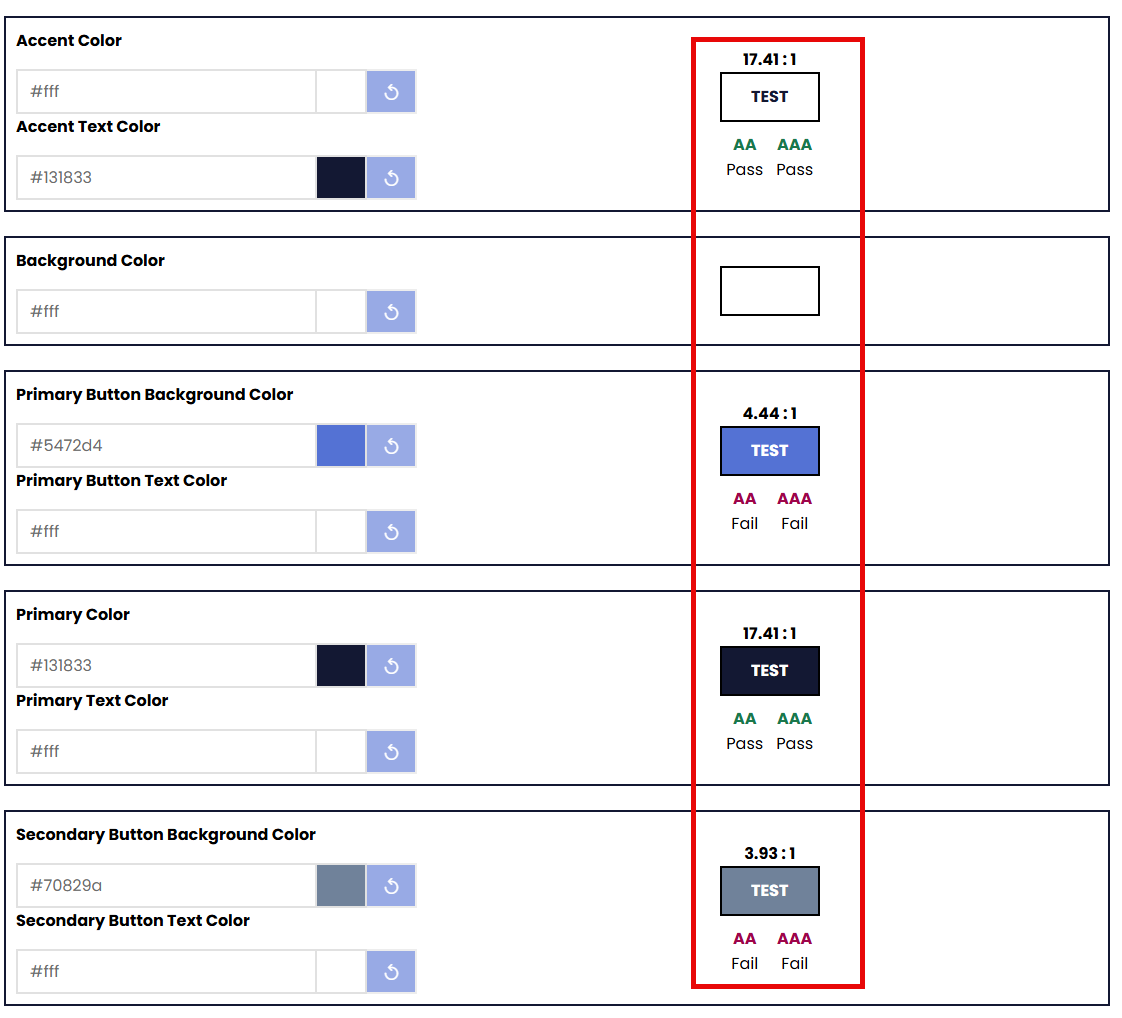 Accent Color
#fff
Accent Text Color
#131833
17.41 : 1
TEST
AA AAA
Pass Pass
Background Color
#fff
Primary Button Background Color
#5472d4
Primary Button Text Color
#fff
4.44 : 1
TEST
AA AAA
Fail Fail
Primary Color
#131833
Primary Text Color
#fff
17.41 : 1
TEST
AA AAA
Pass Pass
Secondary Button Background Color
#70829a
Secondary Button Text Color
#fff
3.93 : 1
TEST
AA AAA
Fail Fail